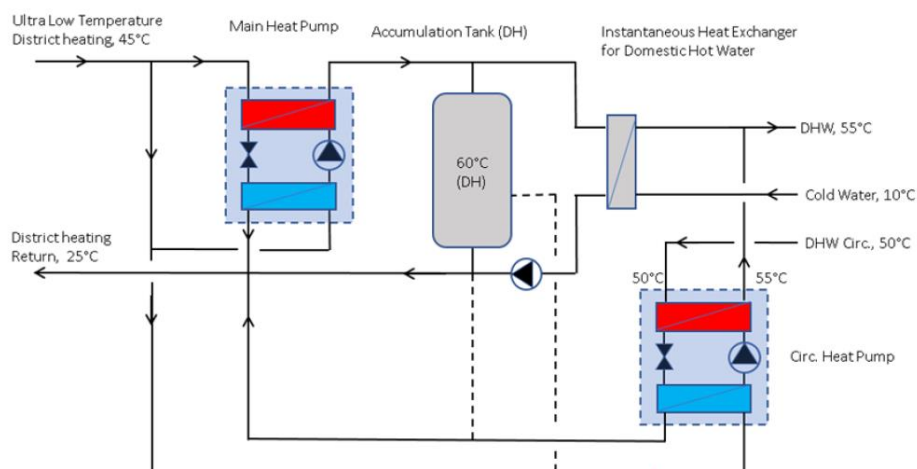 Ultra Low Temperature
District heating, 45°C
Main Heat Pump
Accumulation Tank (DH)
Instantaneous Heat Exchanger
for Domestic Hot Water
DHW, 55°C
60°C
(DH)
Cold Water, 10°C
District heating
Return, 25°C
DHW Circ., 50°C
50°C
55°C
Circ. Heat Pump